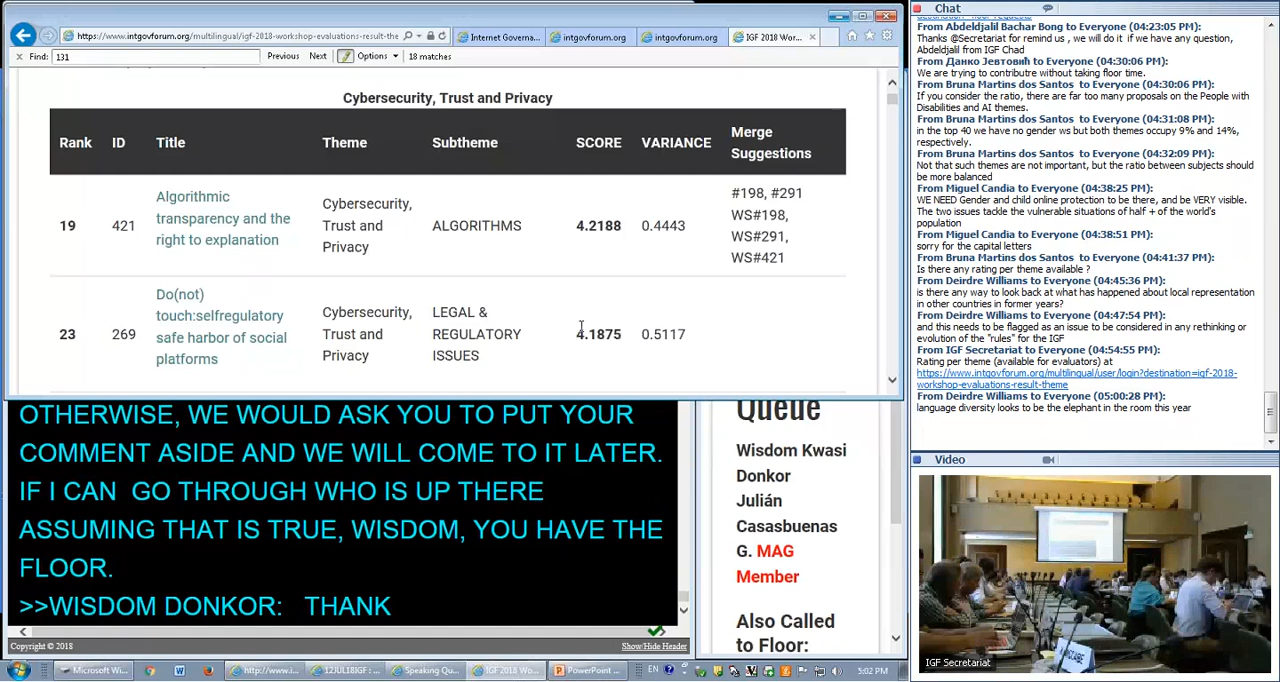 https://www.intgovforum.org/multilingual/igf-2018-workshop-evaluations-result-the
Internet Governa...
intgovforum.org
intgovforum.org
IGF 2018 Wor...
Find: 131
Previous Next Options 18 matches
Cybersecurity, Trust and Privacy
Rank ID Title Theme Subtheme SCORE VARIANCE Merge Suggestions
19 421 Algorithmic transparency and the right to explanation Cybersecurity, Trust and Privacy ALGORITHMS 4.2188 0.4443 #198, #291 WS#198, WS#291, WS#421
23 269 Do(not) touch:selfregulatory safe harbor of social platforms Cybersecurity, Trust and Privacy LEGAL & REGULATORY ISSUES 4.1875 0.5117
OTHERWISE, WE WOULD ASK YOU TO PUT YOUR
COMMENT ASIDE AND WE WILL COME TO IT LATER.
IF I CAN GO THROUGH WHO IS UP THERE
ASSUMING THAT IS TRUE, WISDOM, YOU HAVE THE
FLOOR.
>>WISDOM DONKOR: THANK
Copyright © 2018
Show/Hide Header
Queue
Wisdom Kwasi
Donkor
Julián
Casasbuenas
G. MAG
Member
Also Called
to Floor:
Microsoft Wi...
http://www.i...
12JUL18IGF :...
Speaking Qu...
IGF 2018 Wo...
PowerPoint ...
EN
5:02 PM
Chat
From Abdeldjalil Bachar Bong to Everyone (04:23:05 PM):
Thanks @Secretariat for remind us , we will do it if we have any question,
Abdeldjalil from IGF Chad
From Данко Јевтовић to Everyone (04:30:06 PM):
We are trying to contributre without taking floor time.
From Bruna Martins dos Santos to Everyone (04:30:06 PM):
If you consider the ratio, there are far too many proposals on the People with
Disabilities and AI themes.
From Bruna Martins dos Santos to Everyone (04:31:08 PM):
in the top 40 we have no gender ws but both themes occupy 9% and 14%,
respectively.
From Bruna Martins dos Santos to Everyone (04:32:09 PM):
Not that such themes are not important, but the ratio between subjects should
be more balanced
From Miguel Candia to Everyone (04:38:25 PM):
WE NEED Gender and child online protection to be there, and be VERY visible.
The two issues tackle the vulnerable situations of half + of the world's
population
From Miguel Candia to Everyone (04:38:51 PM):
sorry for the capital letters
From Bruna Martins dos Santos to Everyone (04:41:37 PM):
Is there any rating per theme available ?
From Deirdre Williams to Everyone (04:45:36 PM):
is there any way to look back at what has happened about local representation
in other countries in former years?
From Deirdre Williams to Everyone (04:47:54 PM):
and this needs to be flagged as an issue to be considered in any rethinking or
evolution of the "rules" for the IGF
From IGF Secretariat to Everyone (04:54:55 PM):
Rating per theme (available for evaluators) at
https://www.intgovforum.org/multilingual/user/login?destination=igf-2018-
workshop-evaluations-result-theme
From Deirdre Williams to Everyone (05:00:28 PM):
language diversity looks to be the elephant in the room this year
Video
IGF Secretariat